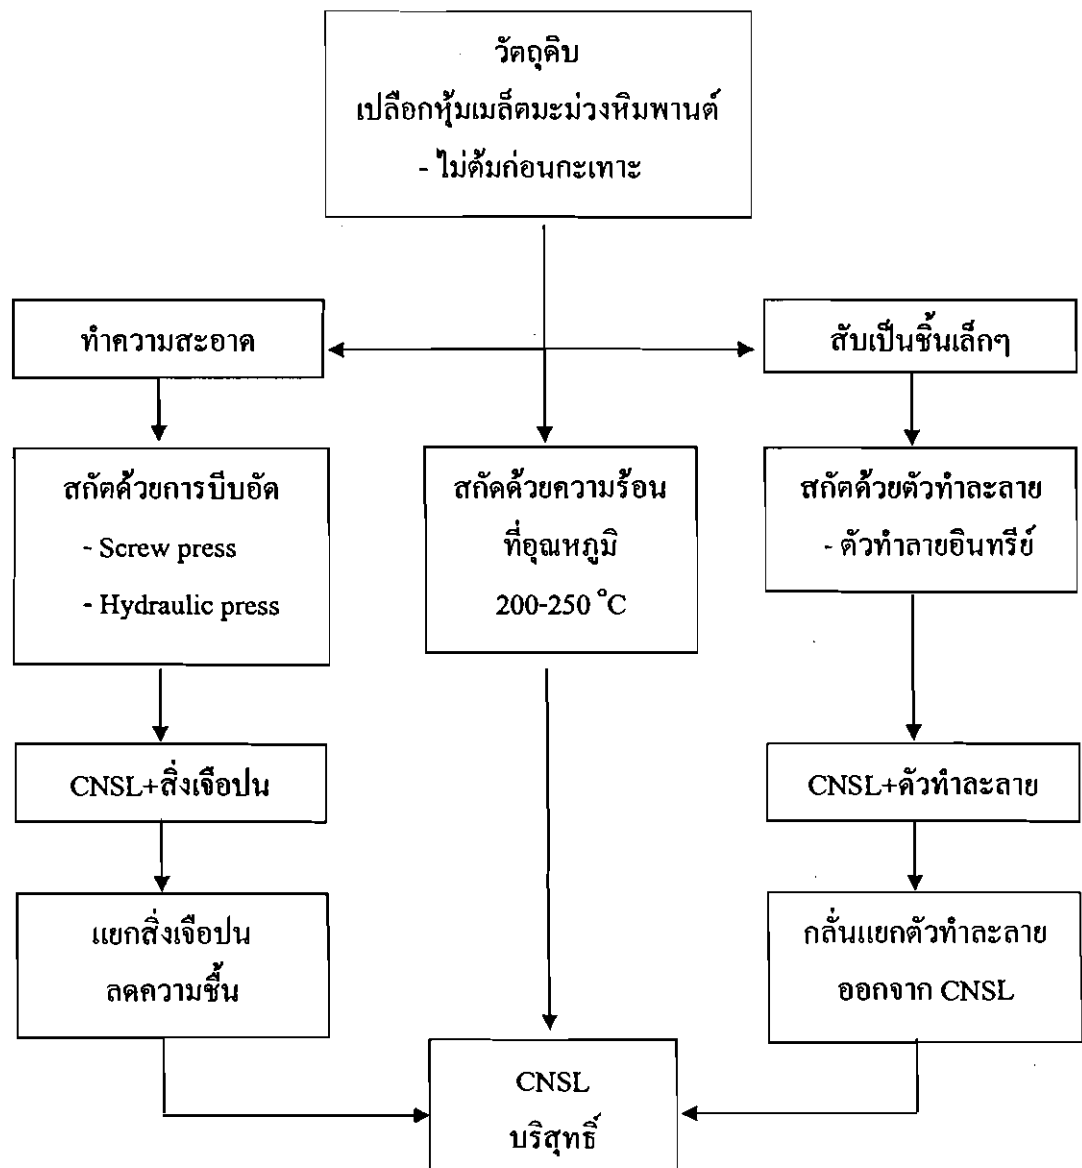 วัตถุดิบ
เปลือกหุ้มเมล็ดมะม่วงหิมพานต์
- ไม่ต้มก่อนกะเทาะ
ทำความสะอาด
สับเป็นชิ้นเล็กๆ
สกัดด้วยการบีบอัด
- Screw press
- Hydraulic press
สกัดด้วยความร้อน
ที่อุณหภูมิ
200-250 °C
สกัดด้วยตัวทำละลาย
- ตัวทำลายอินทรีย์
CNSL+สิ่งเจือปน
CNSL+ตัวทำละลาย
แยกสิ่งเจือปน
ลดความชื้น
กลั่นแยกตัวทำละลาย
ออกจาก CNSL
CNSL
บริสุทธิ์